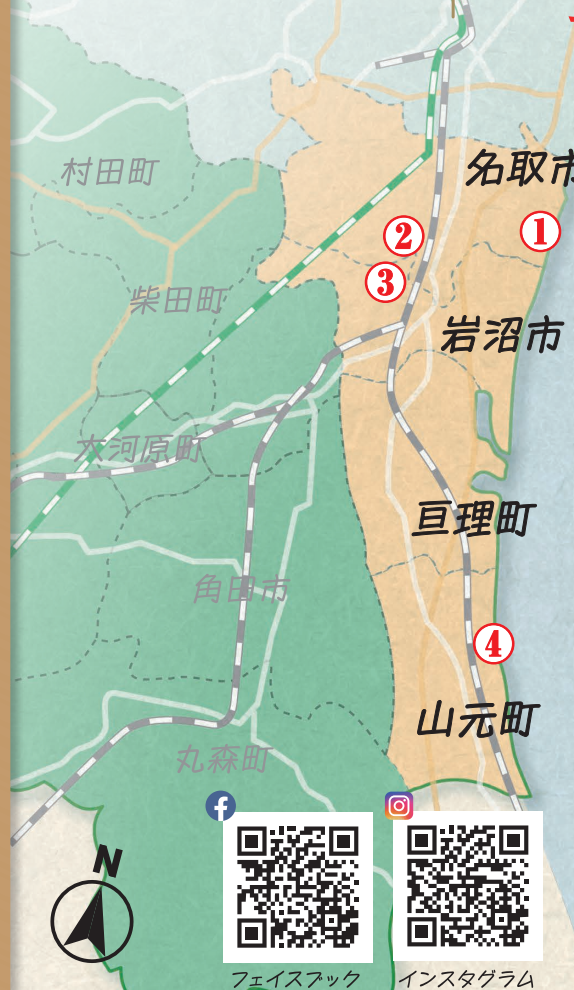 名取市
村田町
①
②
③
柴田町
岩沼市
大河原町
亘理町
角田市
④
山元町
丸森町
N
フェイスブック
インスタグラム